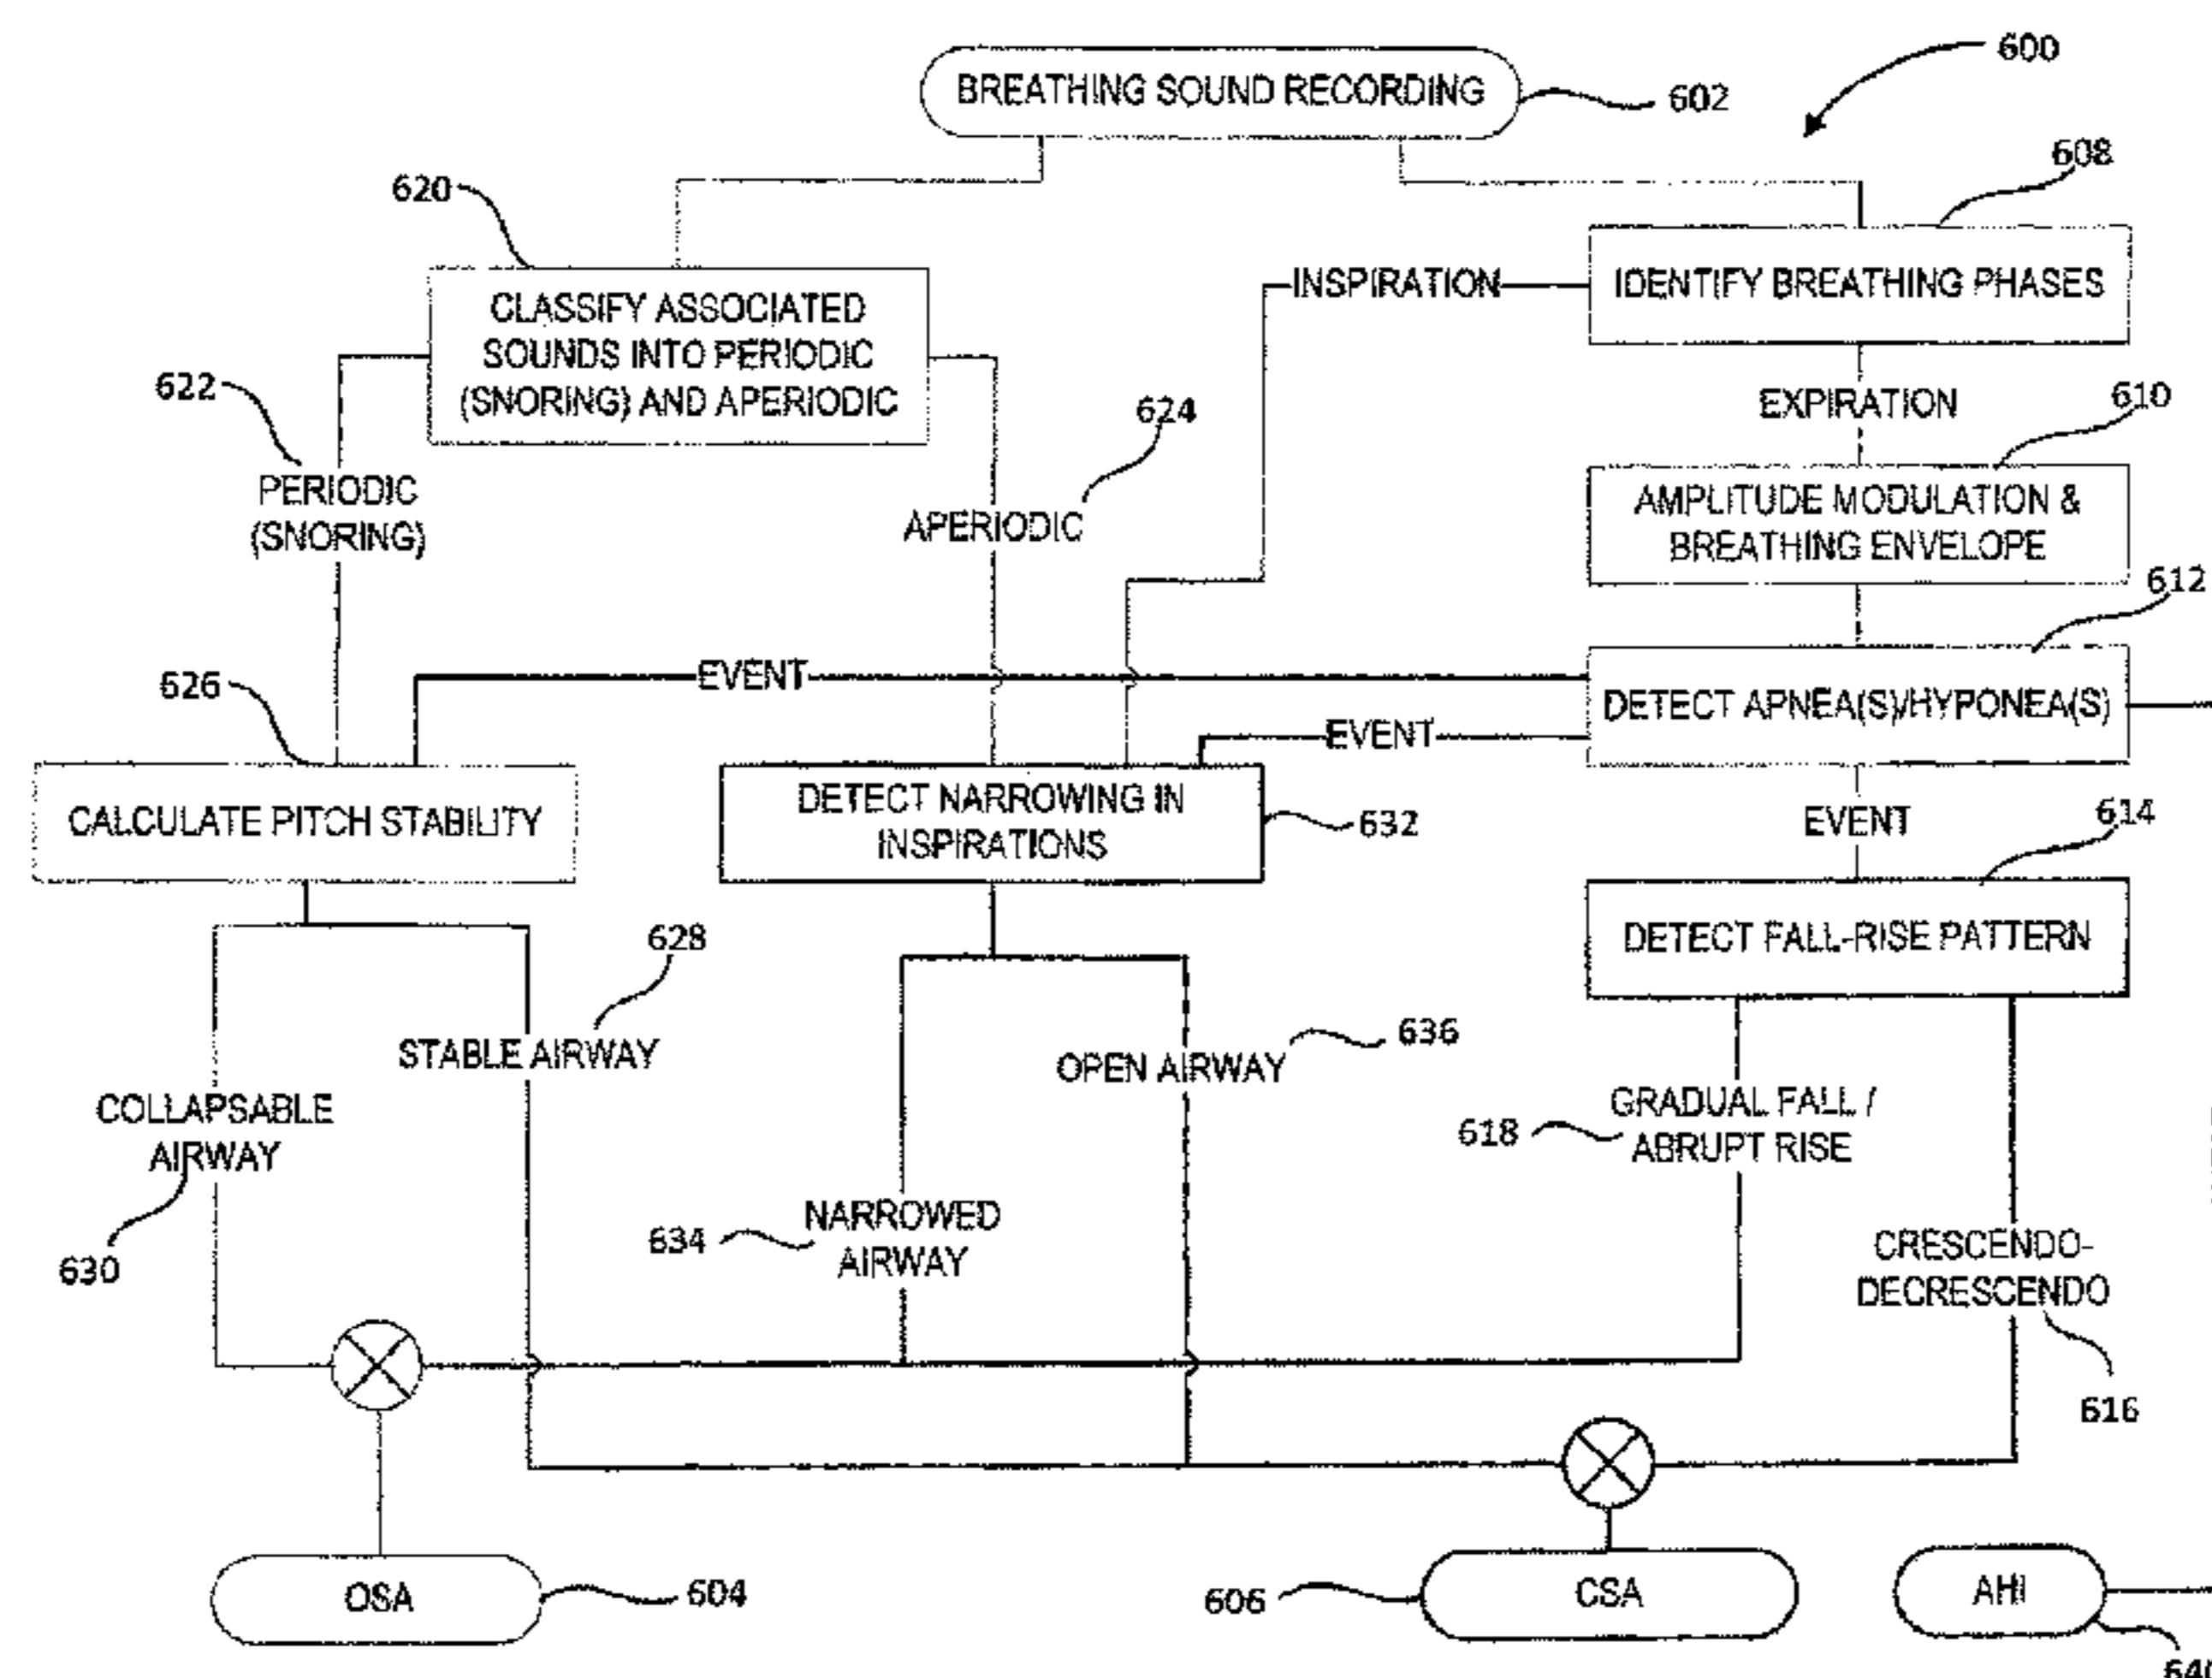 BREATHING SOUND RECORDING
602
600
608
620
INSPIRATION
IDENTIFY BREATHING PHASES
CLASSIFY ASSOCIATED
SOUNDS INTO PERIODIC
(SNORING) AND APERIODIC
622
624
EXPIRATION
610
PERIODIC
(SNORING)
APERIODIC
AMPLITUDE MODULATION &
BREATHING ENVELOPE
612
626
EVENT
DETECT APNEA(S)/HYPONEA(S)
EVENT
CALCULATE PITCH STABILITY
DETECT NARROWING IN
INSPIRATIONS
632
EVENT
614
628
DETECT FALL-RISE PATTERN
STABLE AIRWAY
OPEN AIRWAY
636
COLLAPSABLE
AIRWAY
630
GRADUAL FALL /
ABRUPT RISE
618
634
NARROWED
AIRWAY
CRESCENDO-
DECRESCENDO
616
OSA
604
606
CSA
AHI